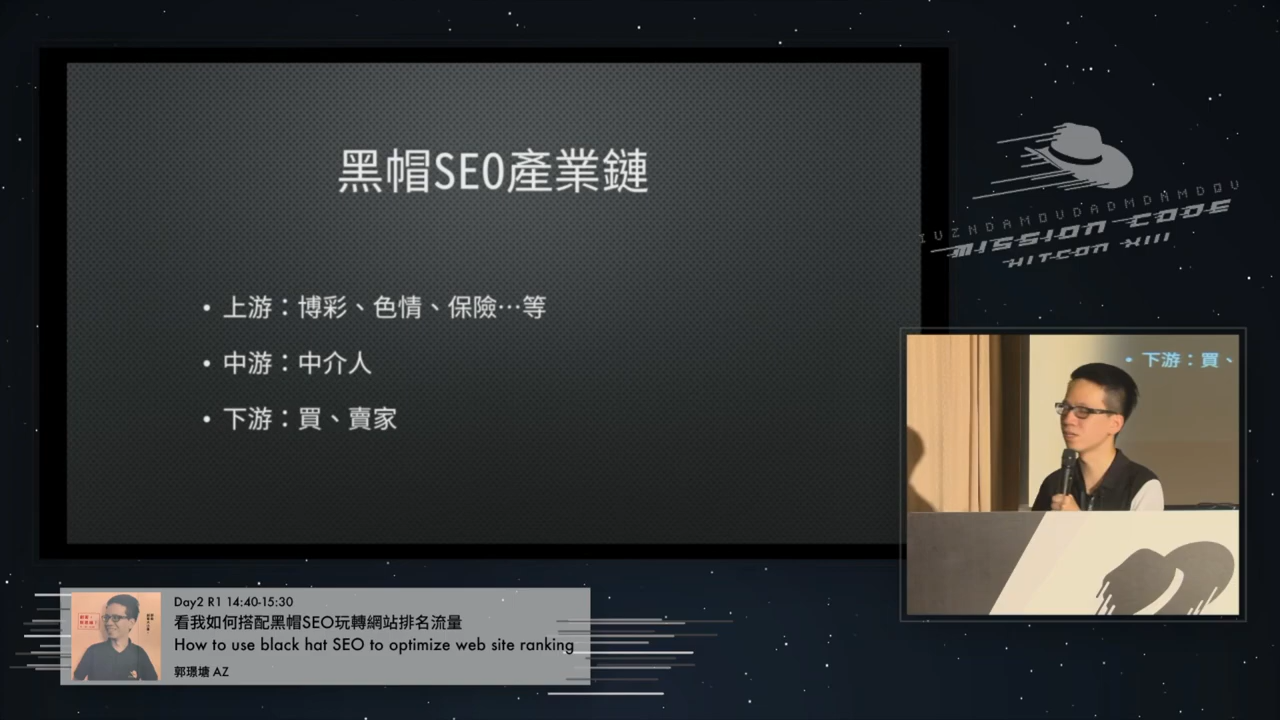 黑帽SEO產業鏈
• 上游：博彩、色情、保險…等
• 中游：中介人
• 下游：買、賣家
IVZNDAMOVDADMDNMDQV
MISSION CODE
HITCON XIII
• 下游：買、
Day2 R1 14:40-15:30
看我如何搭配黑帽SEO玩轉網站排名流量
How to use black hat SEO to optimize web site ranking
郭璟塘 AZ